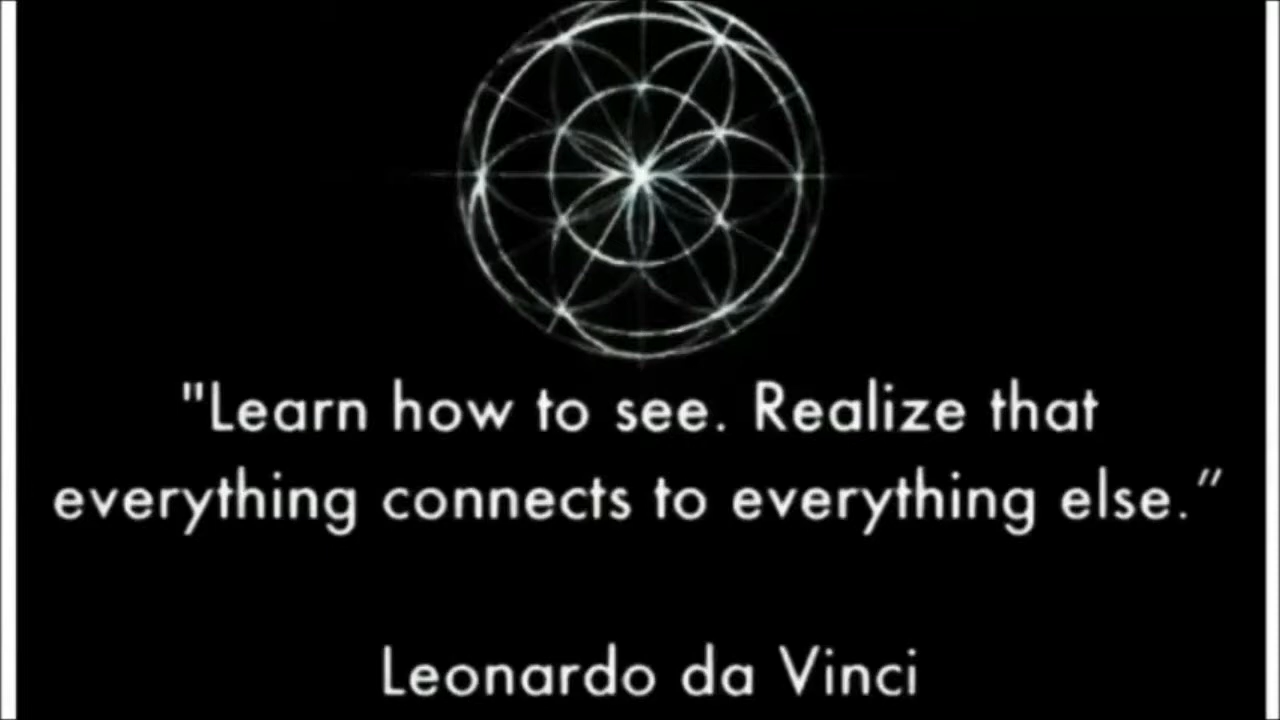 "Learn how to see. Realize that
everything connects to everything else.”
Leonardo da Vinci